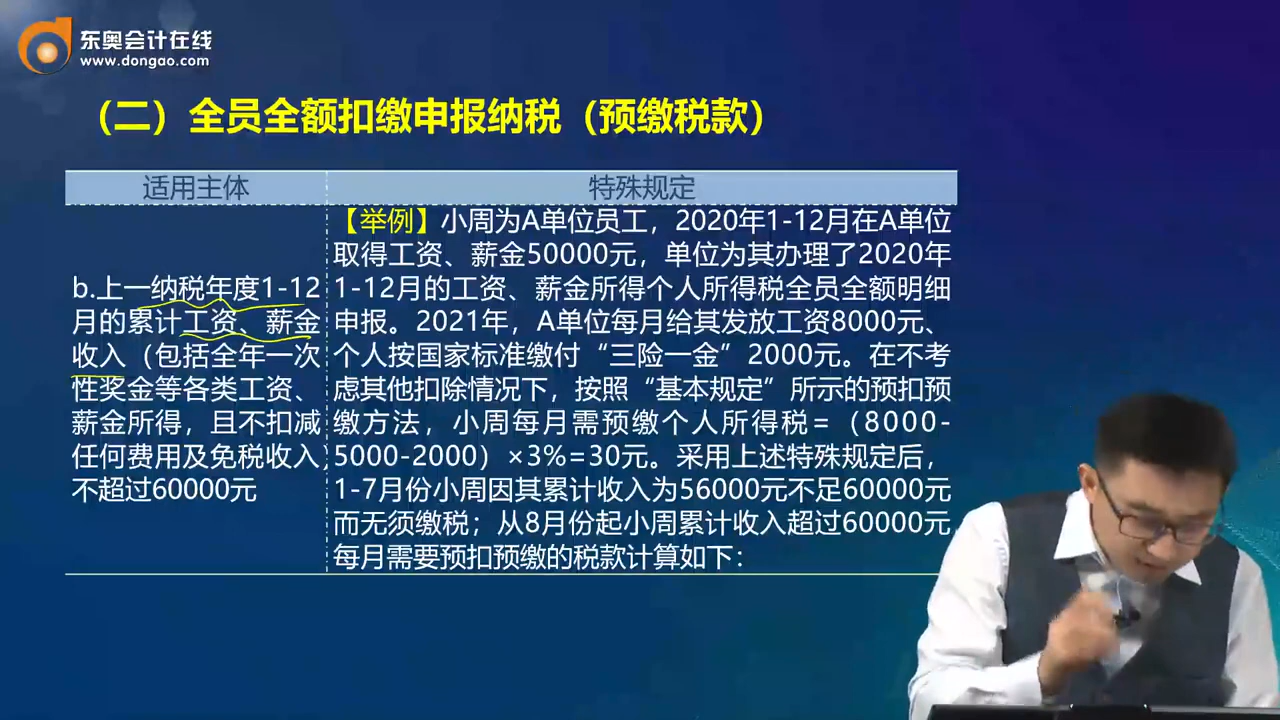 东奥会计在线
www.dongao.com
（二）全员全额扣缴申报纳税（预缴税款）
适用主体
特殊规定
b.上一纳税年度1-12
月的累计工资、薪金
收入（包括全年一次
性奖金等各类工资、
薪金所得，且不扣减
任何费用及免税收入）
不超过60000元
【举例】小周为A单位员工，2020年1-12月在A单位
取得工资、薪金50000元，单位为其办理了2020年
1-12月的工资、薪金所得个人所得税全员全额明细
申报。2021年，A单位每月给其发放工资8000元、
个人按国家标准缴付“三险一金”2000元。在不考
虑其他扣除情况下，按照“基本规定”所示的预扣预
缴方法，小周每月需预缴个人所得税=（8000-
5000-2000）×3%=30元。采用上述特殊规定后，
1-7月份小周因其累计收入为56000元不足60000元
而无须缴税；从8月份起小周累计收入超过60000元，
每月需要预扣预缴的税款计算如下：